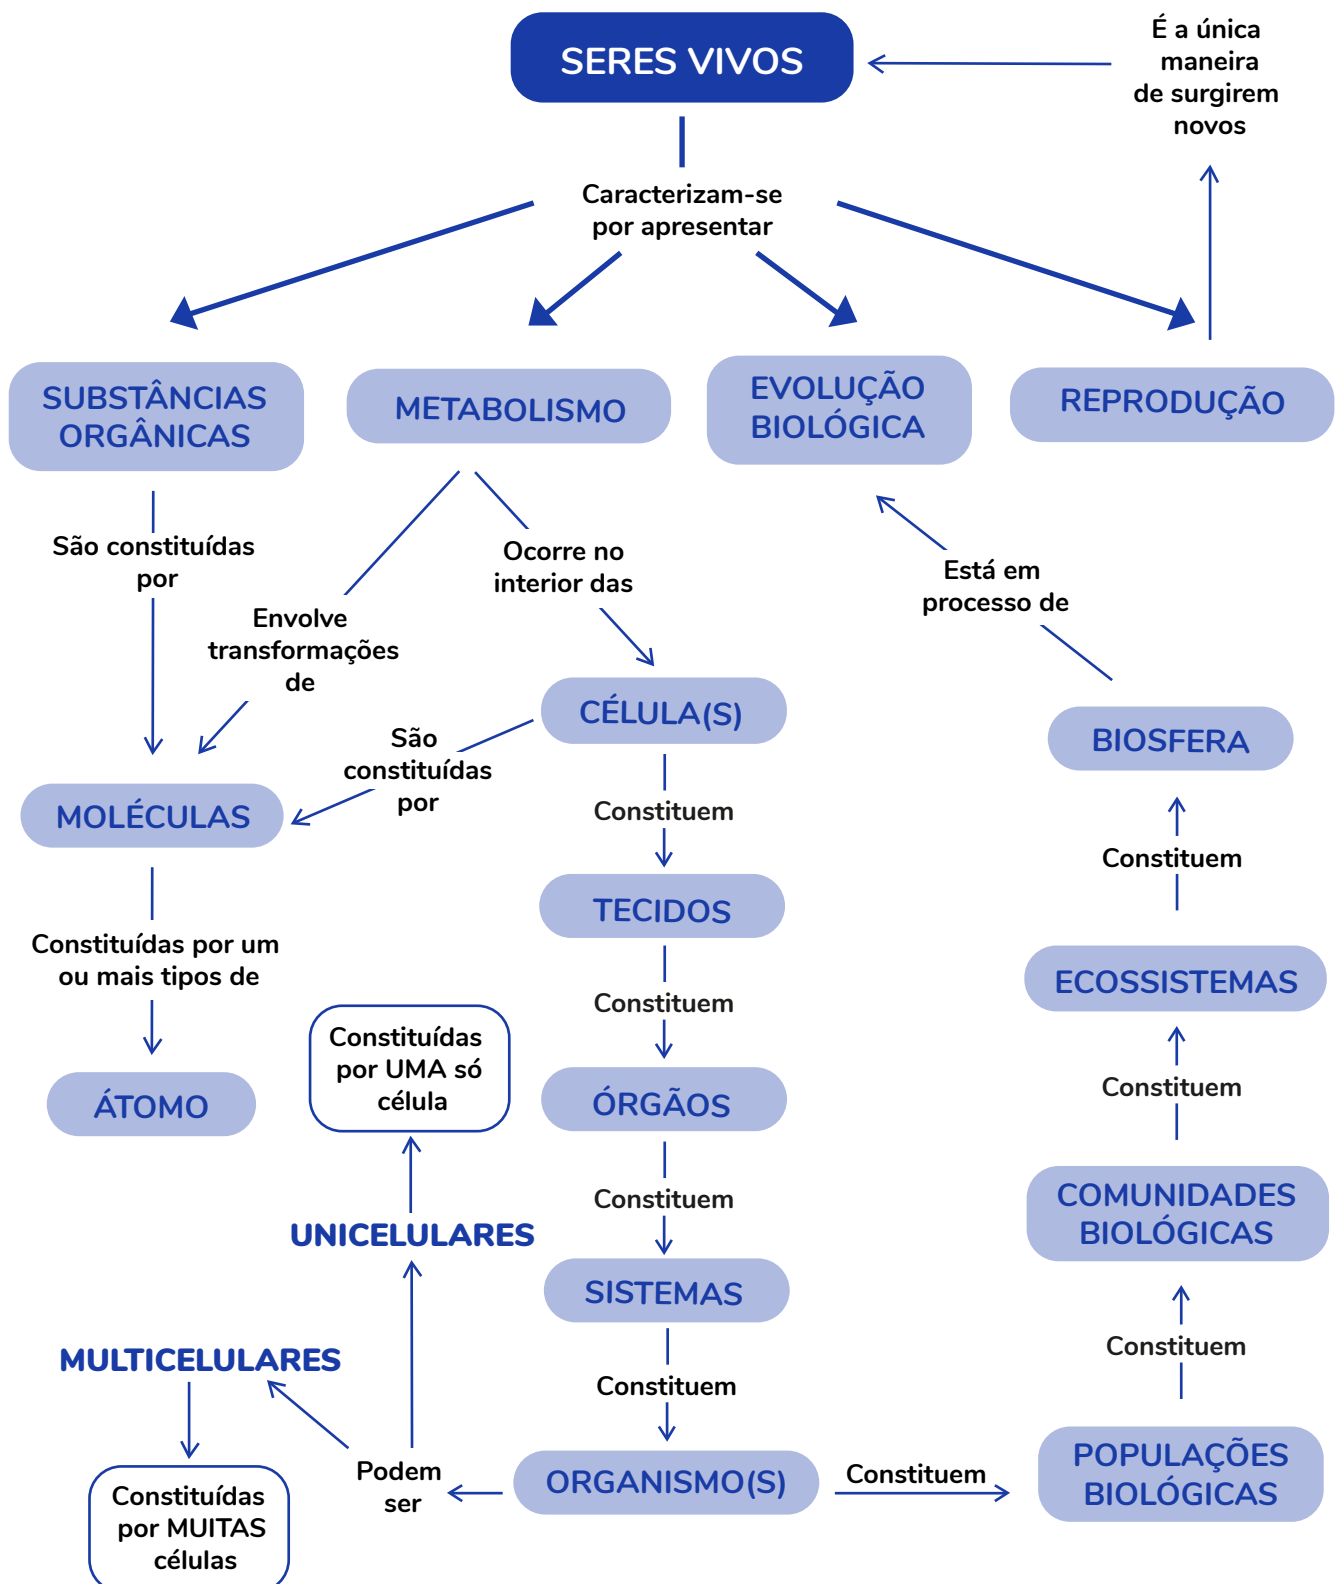 SERES VIVOS
É a única
maneira
de surgirem
novos
Caracterizam-se
por apresentar
SUBSTÂNCIAS
ORGÂNICAS
METABOLISMO
EVOLUÇÃO
BIOLÓGICA
REPRODUÇÃO
São constituídas
por
Envolve
transformações
de
Ocorre no
interior das
Está em
processo de
CÉLULA(S)
BIOSFERA
São
constituídas
por
MOLÉCULAS
Constituem
Constituem
TECIDOS
Constituídas por um
ou mais tipos de
ECOSSISTEMAS
Constituem
Constituídas
por UMA só
célula
ÁTOMO
ÓRGÃOS
Constituem
Constituem
COMUNIDADES
BIOLÓGICAS
UNICELULARES
SISTEMAS
Constituem
MULTICELULARES
Constituem
Podem
ser
ORGANISMO(S)
Constituem
POPULAÇÕES
BIOLÓGICAS
Constituídas
por MUITAS
células